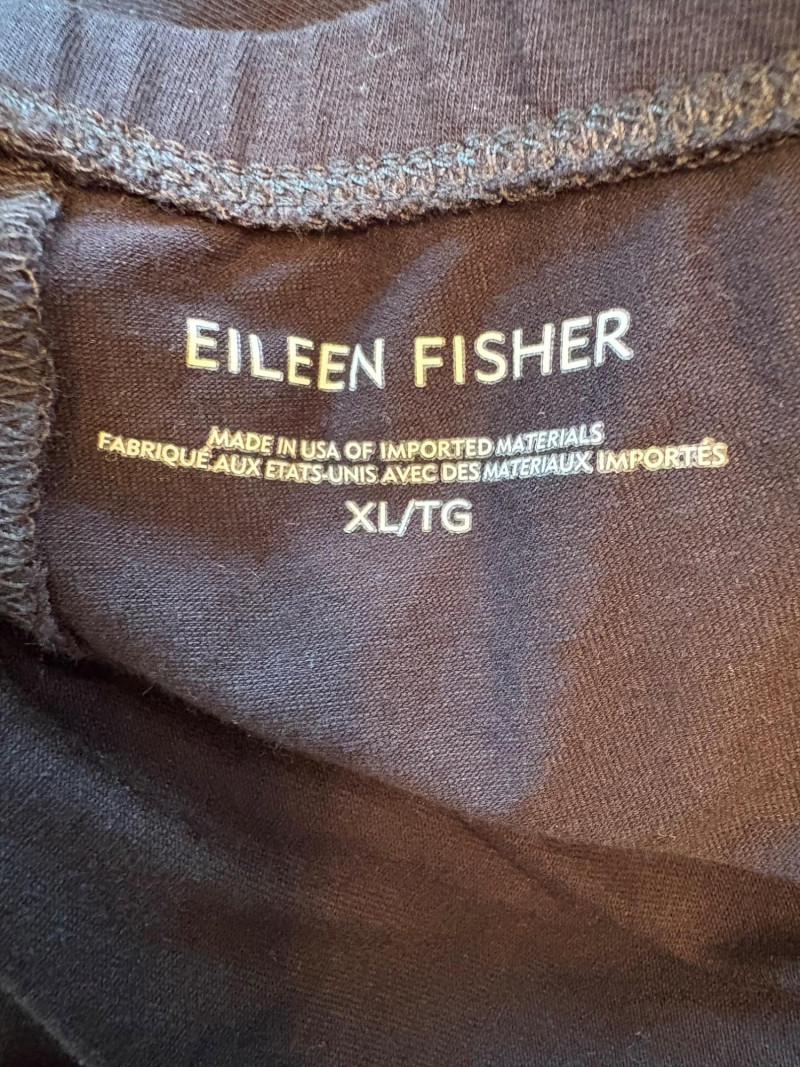 EILEEN FISHER
MADE IN USA OF IMPORTED MATERIALS
FABRIQUÉ AUX ETATS-UNIS AVEC DES MATERIAUX IMPORTÉS
XL/TG